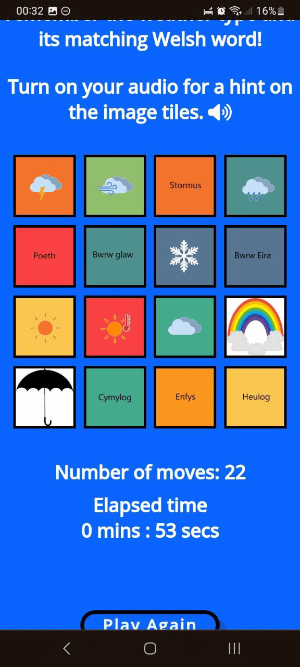 00:32
16%
its matching Welsh word!
Turn on your audio for a hint on
the image tiles.
Stormus
Poeth
Bwrw glaw
Bwrw Eira
Cymylog
Enfys
Heulog
Number of moves: 22
Elapsed time
0 mins : 53 secs
Play Again